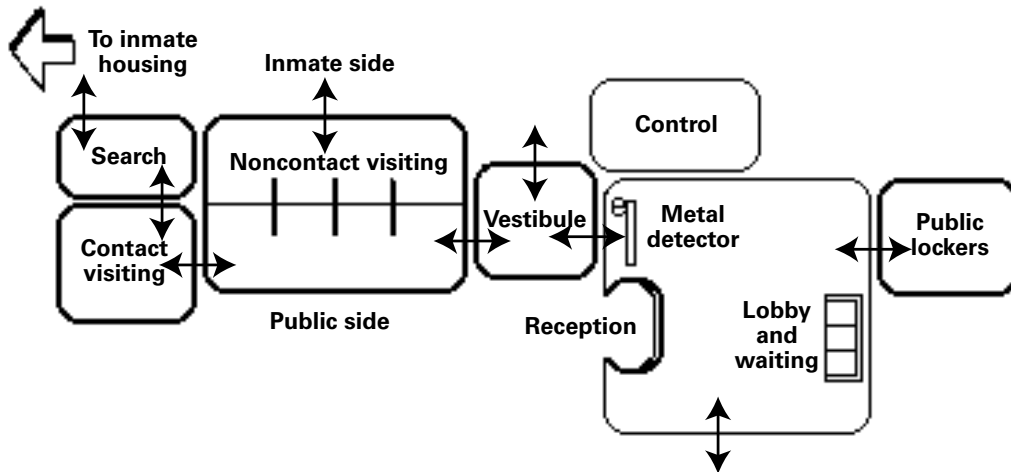 To inmate
housing
Inmate side
Control
Search
Noncontact visiting
Vestibule
Metal
detector
Public
lockers
Contact
visiting
Public side
Reception
Lobby
and
waiting